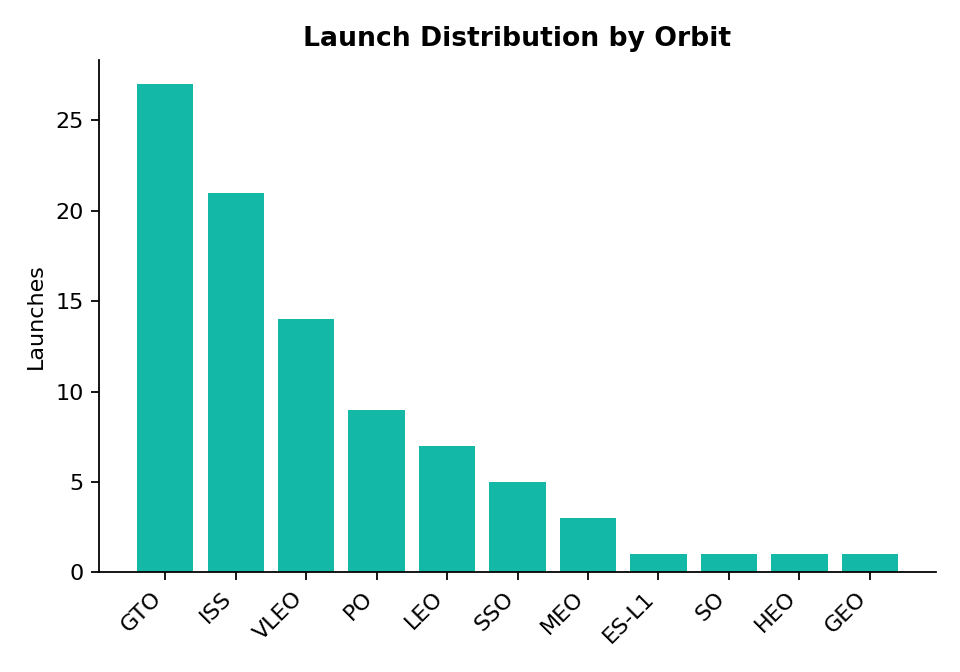 Launch Distribution by Orbit
Launches
25
20
15
10
5
0
GTO
ISS
VLEO
PO
LEO
SSO
MEO
ES-L1
SO
HEO
GEO